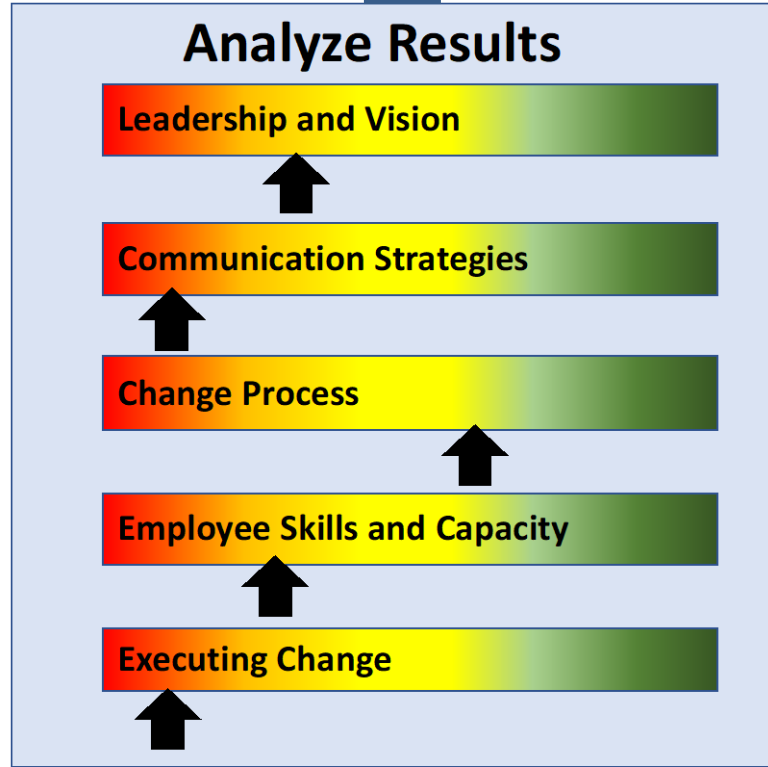 Analyze Results
Leadership and Vision
Communication Strategies
Change Process
Employee Skills and Capacity
Executing Change